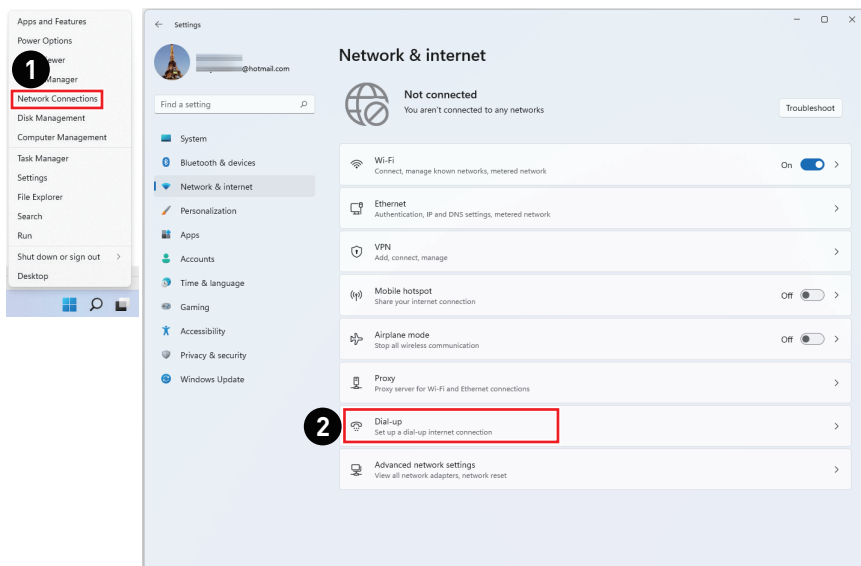 Apps and Features
Power Options
ewer
1
Manager
Network Connections
Disk Management
Computer Management
Task Manager
Settings
File Explorer
Search
Run
Shut down or sign out
Desktop
Settings
@hotmail.com
Find a setting
System
Bluetooth & devices
Network & internet
Personalization
Apps
Accounts
Time & language
Gaming
Accessibility
Privacy & security
Windows Update
Network & internet
Not connected
You aren't connected to any networks
Troubleshoot
Wi-Fi
Connect, manage known networks, metered network
On
Ethernet
Authentication, IP and DNS settings, metered network
VPN
Add, connect, manage
Mobile hotspot
Share your internet connection
Off
Airplane mode
Stop all wireless communication
Off
Proxy
Proxy server for Wi-Fi and Ethernet connections
2
Dial-up
Set up a dial-up internet connection
Advanced network settings
View all network adapters, network reset